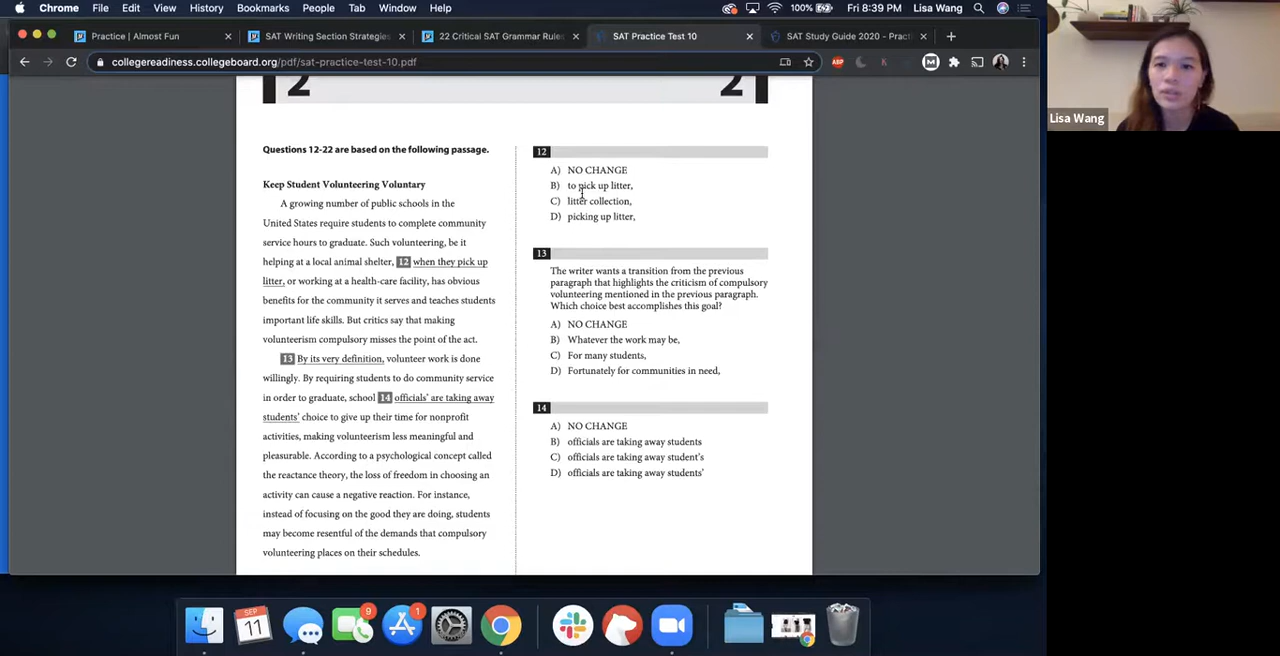 Chrome File Edit View History Bookmarks People Tab Window Help 100% Fri 8:39 PM Lisa Wang
Practice | Almost Fun
SAT Writing Section Strategies
22 Critical SAT Grammar Rules
SAT Practice Test 10
SAT Study Guide 2020 - Practi
collegereadiness.collegeboard.org/pdf/sat-practice-test-10.pdf
ABP
K
M
Lisa Wang
2 2
Questions 12-22 are based on the following passage.
Keep Student Volunteering Voluntary
A growing number of public schools in the
United States require students to complete community
service hours to graduate. Such volunteering, be it
helping at a local animal shelter, 12 when they pick up
litter, or working at a health-care facility, has obvious
benefits for the community it serves and teaches students
important life skills. But critics say that making
volunteerism compulsory misses the point of the act.
13 By its very definition, volunteer work is done
willingly. By requiring students to do community service
in order to graduate, school 14 officials' are taking away
students' choice to give up their time for nonprofit
activities, making volunteerism less meaningful and
pleasurable. According to a psychological concept called
the reactance theory, the loss of freedom in choosing an
activity can cause a negative reaction. For instance,
instead of focusing on the good they are doing, students
may become resentful of the demands that compulsory
volunteering places on their schedules.
12
A) NO CHANGE
B) to pick up litter,
C) litter collection,
D) picking up litter,
13
The writer wants a transition from the previous
paragraph that highlights the criticism of compulsory
volunteering mentioned in the previous paragraph.
Which choice best accomplishes this goal?
A) NO CHANGE
B) Whatever the work may be,
C) For many students,
D) Fortunately for communities in need,
14
A) NO CHANGE
B) officials are taking away students
C) officials are taking away student's
D) officials are taking away students'
SEP
11
9
1